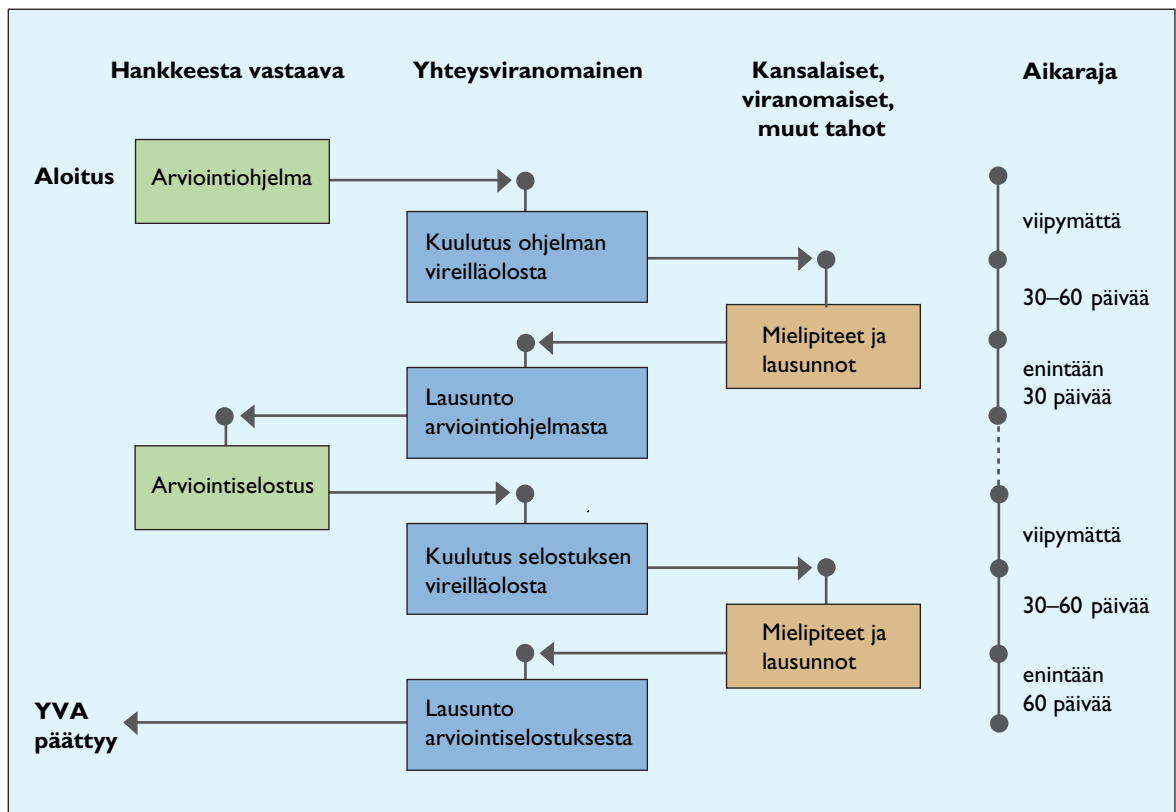 Hankkeesta vastaava
Yhteysviranomainen
Kansalaiset,
viranomaiset,
muut tahot
Aikaraja
Aloitus
Arviointiohjelma
Kuulutus ohjelman
vireilläolosta
viipymättä
Mielipiteet ja
lausunnot
30–60 päivää
Lausunto
arviointiohjelmasta
enintään
30 päivää
Arviointiselostus
Kuulutus selostuksen
vireilläolosta
viipymättä
Mielipiteet ja
lausunnot
30–60 päivää
Lausunto
arviointiselostuksesta
enintään
60 päivää
YVA
päättyy